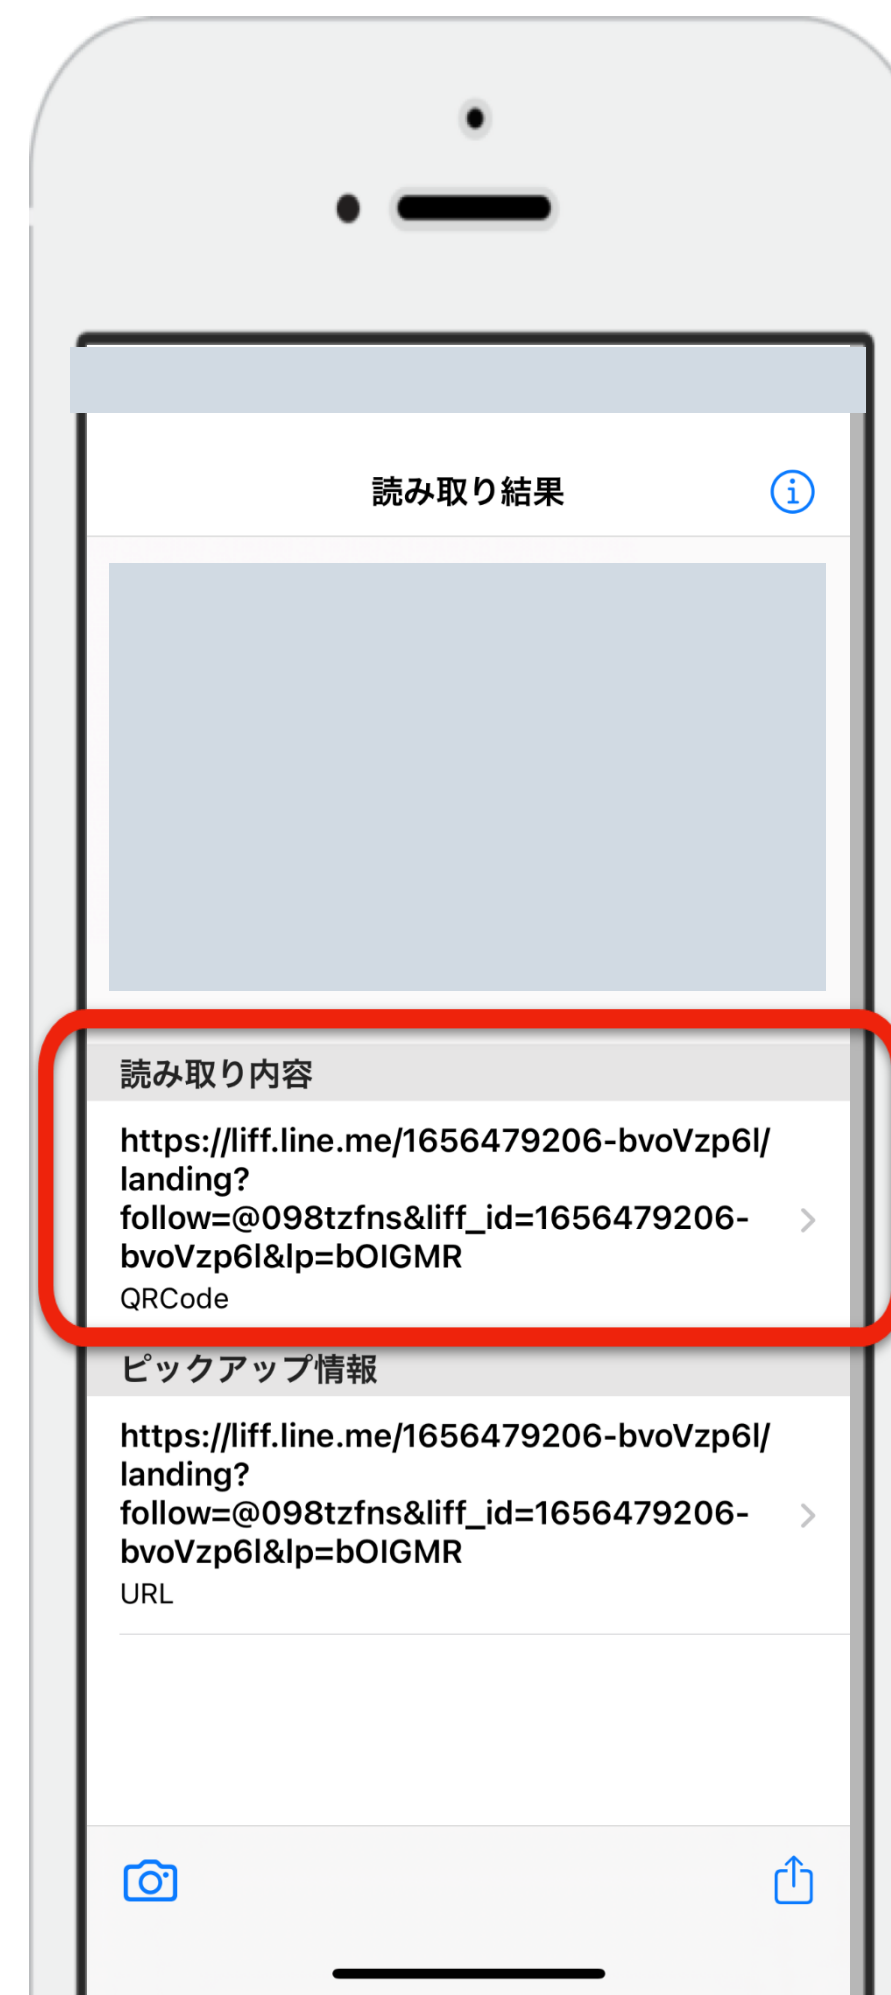 読み取り結果
読み取り内容
https://liff.line.me/1656479206-bvoVzp6l/
landing?
follow=@098tzfns&liff_id=1656479206-
bvoVzp6l&lp=bOIGMR
QRCode
ピックアップ情報
https://liff.line.me/1656479206-bvoVzp6l/
landing?
follow=@098tzfns&liff_id=1656479206-
bvoVzp6l&lp=bOIGMR
URL